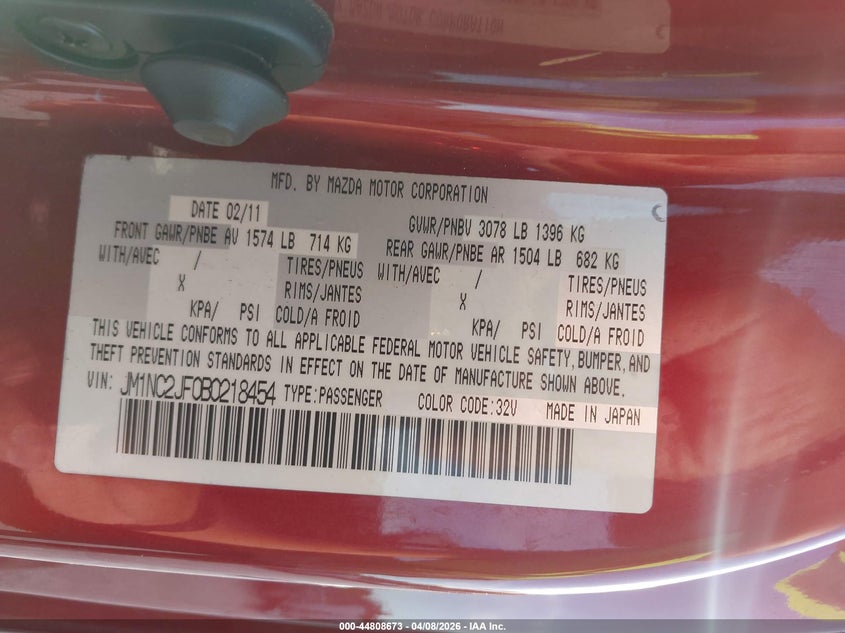 MAZDA MOTOR CORPORATION
MFD. BY MAZDA MOTOR CORPORATION
DATE 02/11
GVWR/PNBV 3078 LB 1396 KG
FRONT GAWR/PNBE AV 1574 LB 714 KG
REAR GAWR/PNBE AR 1504 LB 682 KG
WITH/AVEC / TIRES/PNEUS WITH/AVEC / TIRES/PNEUS
X RIMS/JANTES X RIMS/JANTES
KPA/ PSI COLD/A FROID KPA/ PSI COLD/A FROID
THIS VEHICLE CONFORMS TO ALL APPLICABLE FEDERAL MOTOR VEHICLE SAFETY, BUMPER, AND
THEFT PREVENTION STANDARDS IN EFFECT ON THE DATE OF MANUFACTURE SHOWN ABOVE.
VIN: JM1NC2JF0B0218454 TYPE:PASSENGER COLOR CODE:32V MADE IN JAPAN
000-44808673 - 04/08/2026 - IAA Inc.